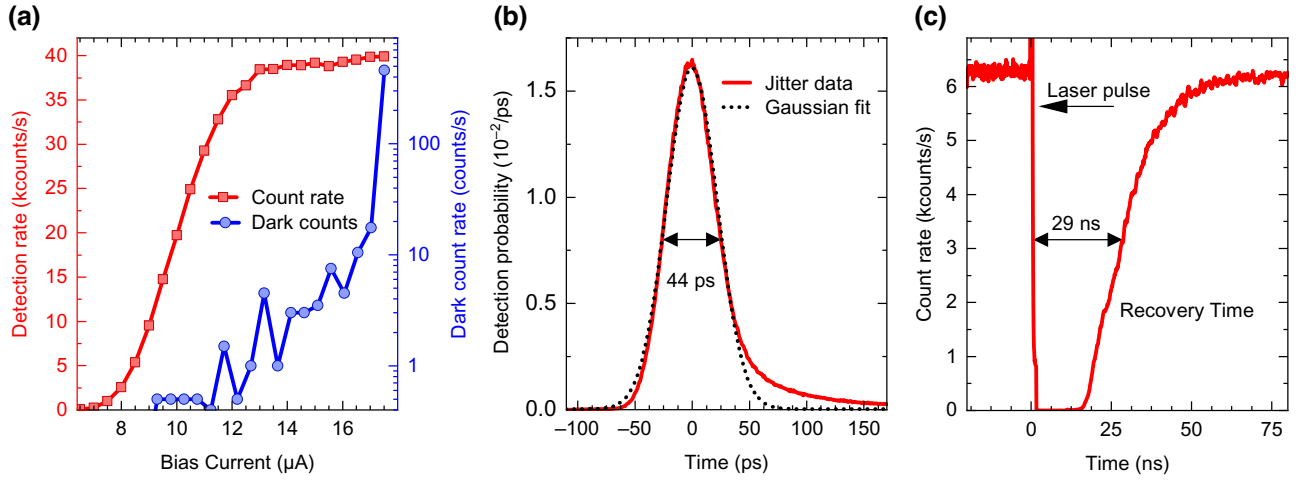 (a)
40
35
30
25
20
15
10
5
0
Detection rate (kcounts/s)
8 10 12 14 16
Bias Current (μA)
Count rate
Dark counts
100
10
1
Dark count rate (counts/s)
(b)
1.5
1.0
0.5
0.0
Detection probability (10⁻²/ps)
−100 −50 0 50 100 150
Time (ps)
Jitter data
Gaussian fit
44 ps
(c)
6
5
4
3
2
1
0
Count rate (kcounts/s)
0 25 50 75
Time (ns)
Laser pulse
29 ns
Recovery Time